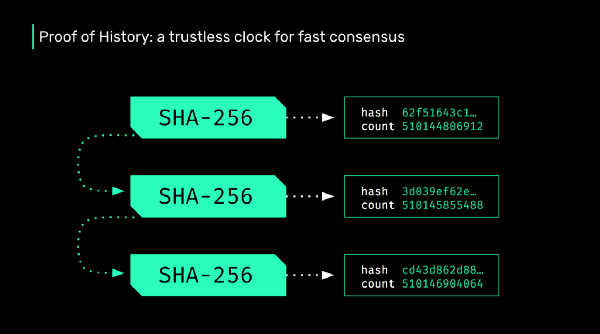 Proof of History: a trustless clock for fast consensus
SHA-256
hash 62f51643c1…
count 510144806912
SHA-256
hash 3d039ef62e…
count 510145855488
SHA-256
hash cd43d862d88…
count 510146904064